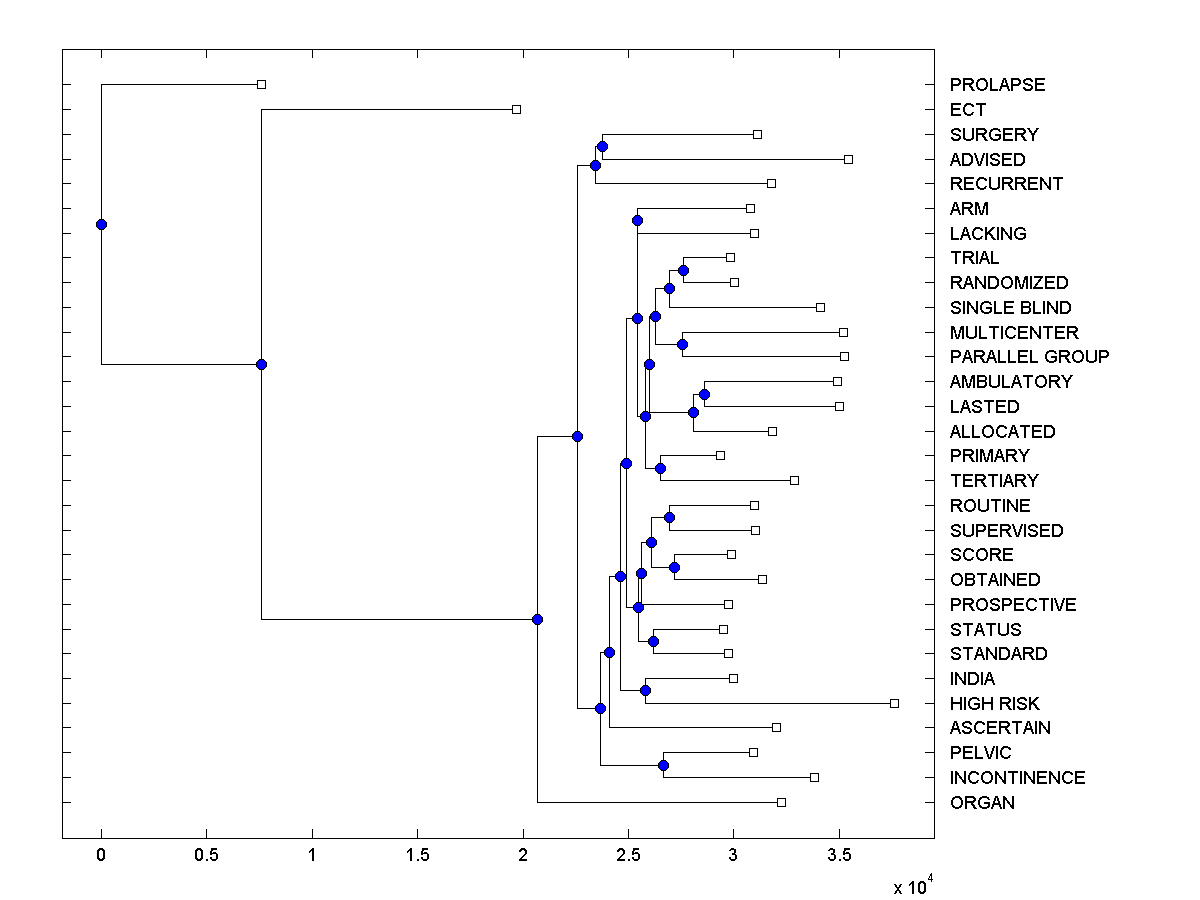 PROLAPSE
ECT
SURGERY
ADVISED
RECURRENT
ARM
LACKING
TRIAL
RANDOMIZED
SINGLE BLIND
MULTICENTER
PARALLEL GROUP
AMBULATORY
LASTED
ALLOCATED
PRIMARY
TERTIARY
ROUTINE
SUPERVISED
SCORE
OBTAINED
PROSPECTIVE
STATUS
STANDARD
INDIA
HIGH RISK
ASCERTAIN
PELVIC
INCONTINENCE
ORGAN
0 0.5 1 1.5 2 2.5 3 3.5
x 10^4